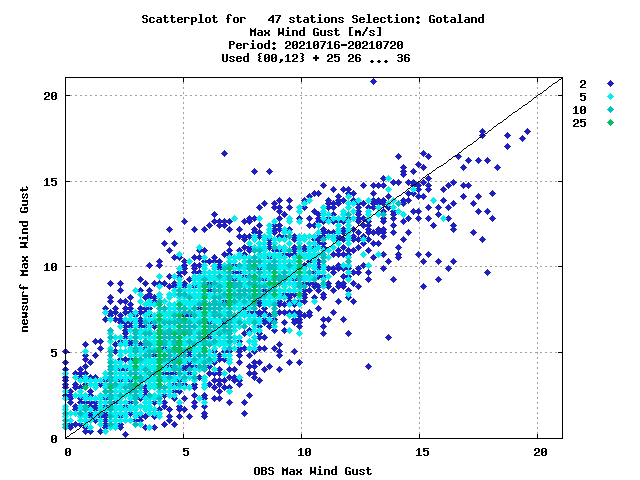 Scatterplot for   47 stations Selection: Gotaland
Max Wind Gust [m/s]
Period: 20210716-20210720
Used {00,12} + 25 26 ... 36
2
5
10
25
20
15
10
5
0
newsurf Max Wind Gust
0 5 10 15 20
OBS Max Wind Gust